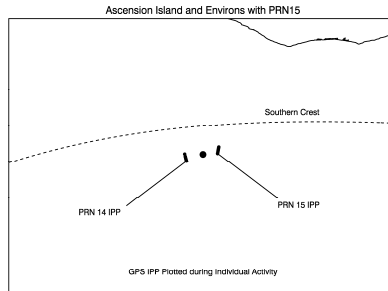 Ascension Island and Environs with PRN15
Southern Crest
PRN 14 IPP
PRN 15 IPP
GPS IPP Plotted during Individual Activity